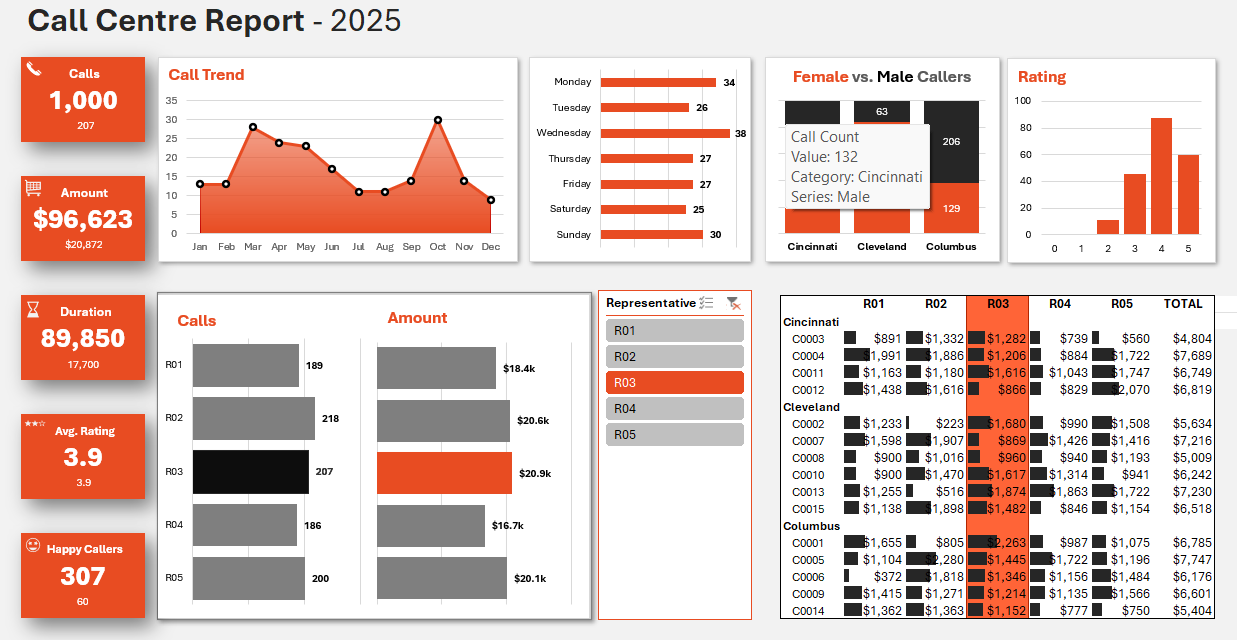 Call Centre Report - 2025
Calls
1,000
207
Amount
$96,623
$20,872
Duration
89,850
17,700
Avg. Rating
3.9
3.9
Happy Callers
307
60
Call Trend
35
30
25
20
15
10
5
0
Jan Feb Mar Apr May Jun Jul Aug Sep Oct Nov Dec
Monday 34
Tuesday 26
Wednesday 38
Thursday 27
Friday 27
Saturday 25
Sunday 30
Female vs. Male Callers
63
206
129
Call Count
Value: 132
Category: Cincinnati
Series: Male
Cincinnati Cleveland Columbus
Rating
100
80
60
40
20
0
0 1 2 3 4 5
Calls
R01 189
R02 218
R03 207
R04 186
R05 200
Amount
$18.4k
$20.6k
$20.9k
$16.7k
$20.1k
Representative
R01
R02
R03
R04
R05
R01 R02 R03 R04 R05 TOTAL
Cincinnati
C0003 $891 $1,332 $1,282 $739 $560 $4,804
C0004 $1,991 $1,886 $1,206 $884 $1,722 $7,689
C0011 $1,163 $1,180 $1,616 $1,043 $1,747 $6,749
C0012 $1,438 $1,616 $866 $829 $2,070 $6,819
Cleveland
C0002 $1,233 $223 $1,680 $990 $1,508 $5,634
C0007 $1,598 $1,907 $869 $1,426 $1,416 $7,216
C0008 $900 $1,016 $960 $940 $1,193 $5,009
C0010 $900 $1,470 $1,617 $1,314 $941 $6,242
C0013 $1,255 $516 $1,874 $1,863 $1,722 $7,230
C0015 $1,138 $1,898 $1,482 $846 $1,154 $6,518
Columbus
C0001 $1,655 $805 $2,263 $987 $1,075 $6,785
C0005 $1,104 $2,280 $1,445 $1,722 $1,196 $7,747
C0006 $372 $1,818 $1,346 $1,156 $1,484 $6,176
C0009 $1,415 $1,271 $1,214 $1,135 $1,566 $6,601
C0014 $1,362 $1,363 $1,152 $777 $750 $5,404